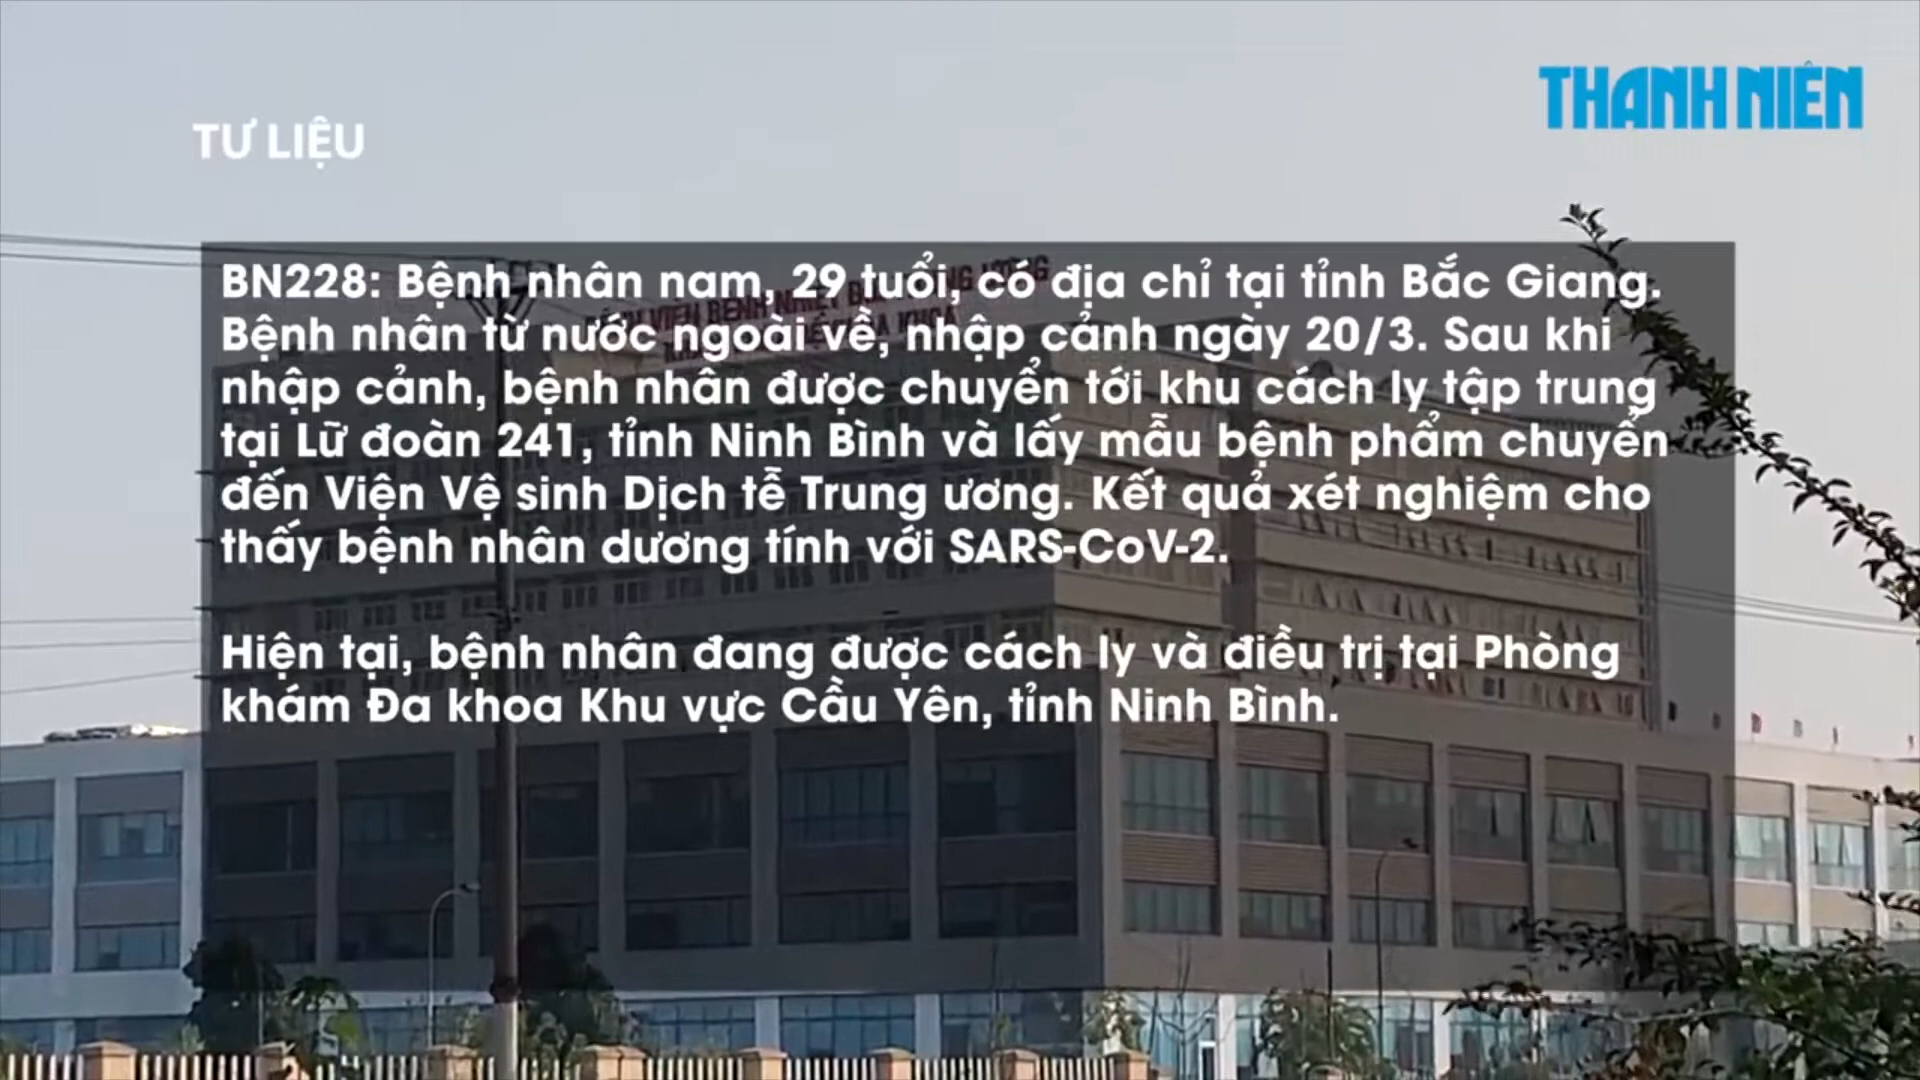 THANH NIÊN
TƯ LIỆU
BN228: Bệnh nhân nam, 29 tuổi, có địa chỉ tại tỉnh Bắc Giang.
Bệnh nhân từ nước ngoài về, nhập cảnh ngày 20/3. Sau khi
nhập cảnh, bệnh nhân được chuyển tới khu cách ly tập trung
tại Lữ đoàn 241, tỉnh Ninh Bình và lấy mẫu bệnh phẩm chuyển
đến Viện Vệ sinh Dịch tễ Trung ương. Kết quả xét nghiệm cho
thấy bệnh nhân dương tính với SARS-CoV-2.
Hiện tại, bệnh nhân đang được cách ly và điều trị tại Phòng
khám Đa khoa Khu vực Cầu Yên, tỉnh Ninh Bình.